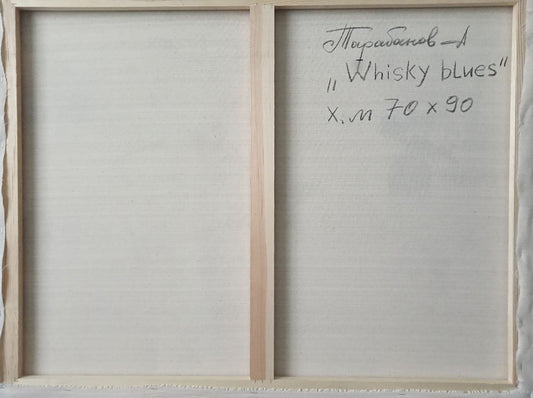 Тарабанов–А
„Whisky blues"
х.м 70 х 90